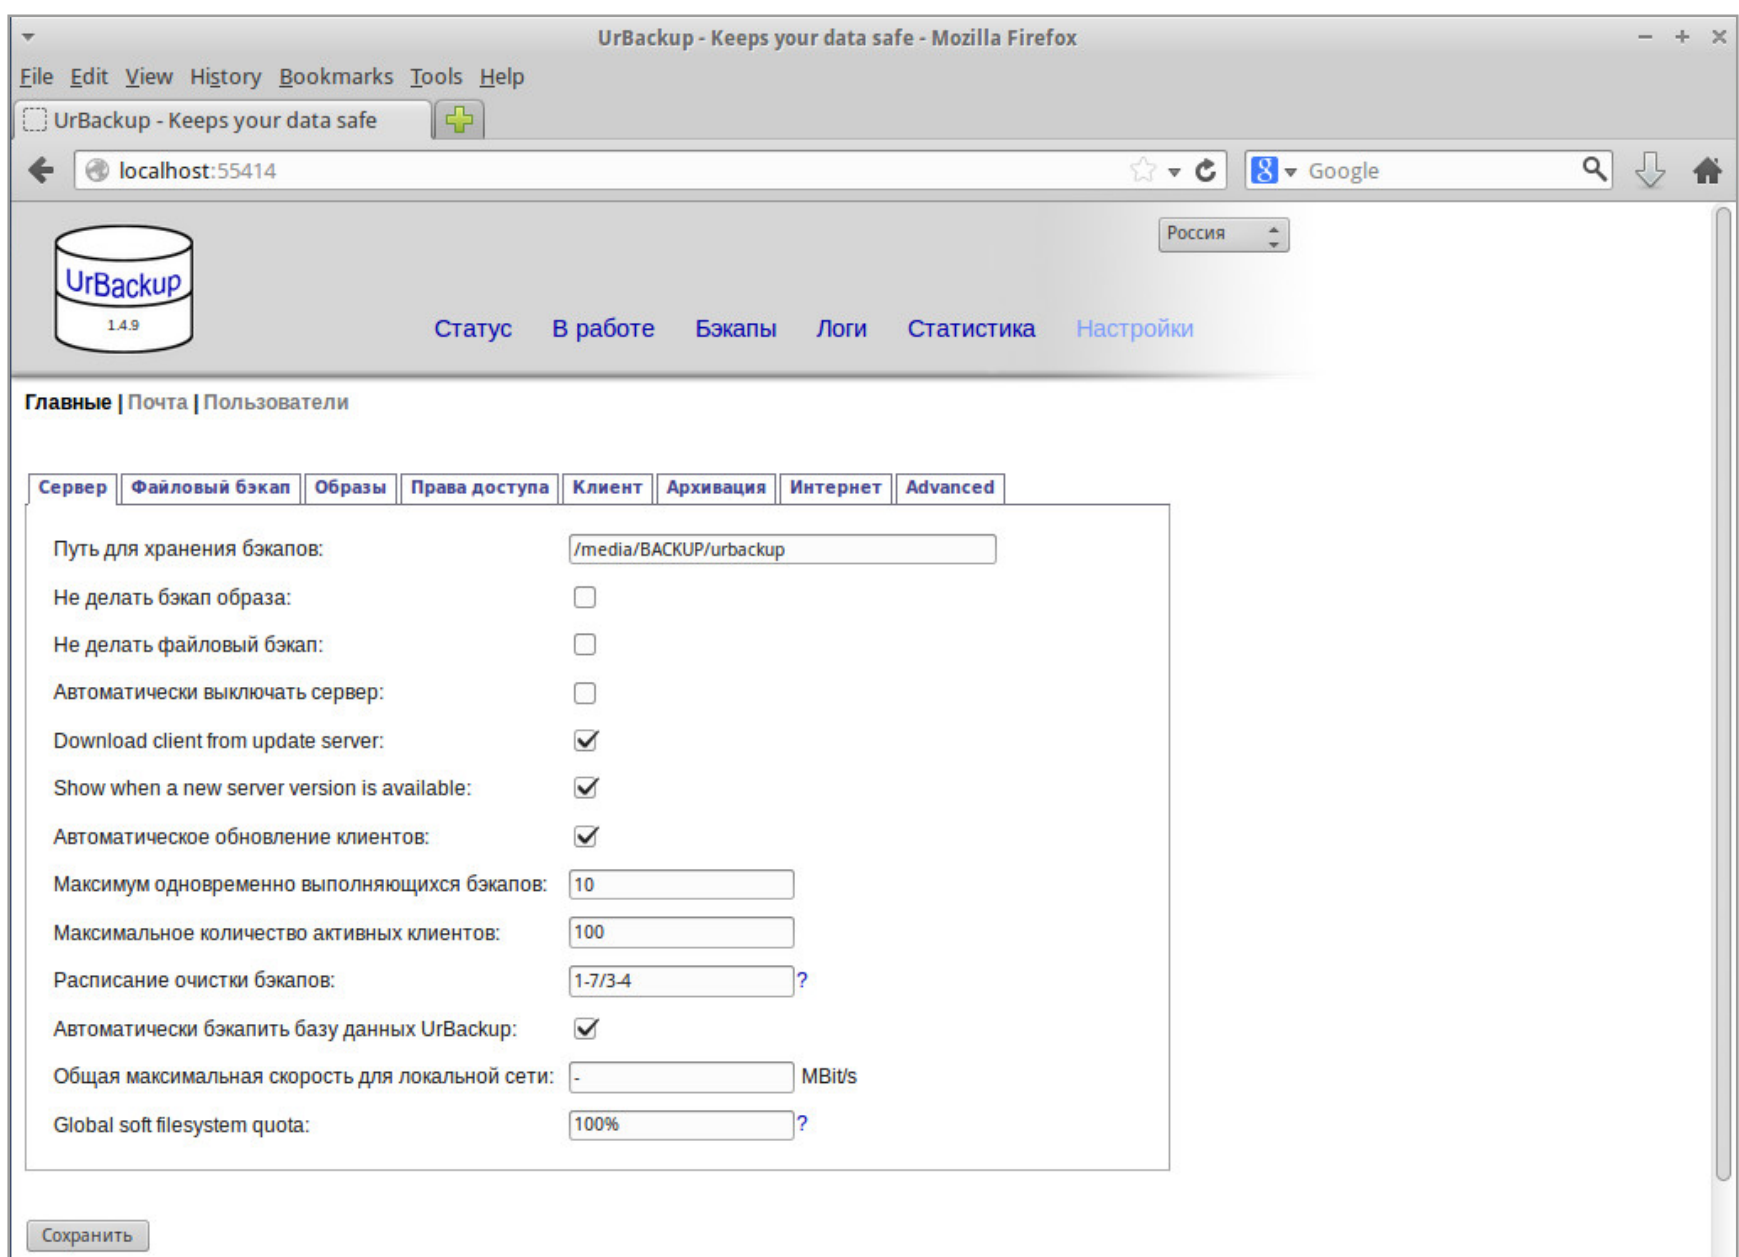 UrBackup - Keeps your data safe - Mozilla Firefox
File Edit View History Bookmarks Tools Help
UrBackup - Keeps your data safe
localhost:55414
8 Google
Россия
UrBackup
1.4.9
Статус В работе Бэкапы Логи Статистика Настройки
Главные | Почта | Пользователи
Сервер Файловый бэкап Образы Права доступа Клиент Архивация Интернет Advanced
Путь для хранения бэкапов: /media/BACKUP/urbackup
Не делать бэкап образа:
Не делать файловый бэкап:
Автоматически выключать сервер:
Download client from update server:
Show when a new server version is available:
Автоматическое обновление клиентов:
Максимум одновременно выполняющихся бэкапов: 10
Максимальное количество активных клиентов: 100
Расписание очистки бэкапов: 1-7/3-4 ?
Автоматически бэкапить базу данных UrBackup:
Общая максимальная скорость для локальной сети: - MBit/s
Global soft filesystem quota: 100% ?
Сохранить